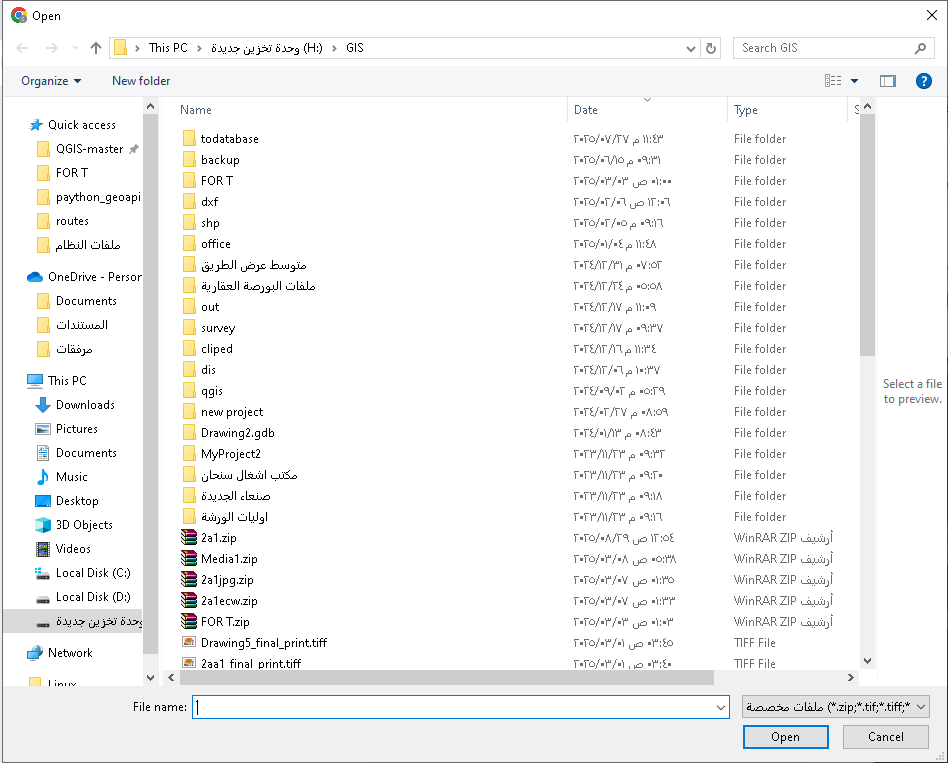 Open
This PC > وحدة تخزين جديدة (H:) > GIS
Search GIS
Organize
New folder
Quick access
QGIS-master
FOR T
paython_geoapi
routes
ملفات النظام
OneDrive - Person
Documents
المستندات
مرفقات
This PC
Downloads
Pictures
Documents
Music
Desktop
3D Objects
Videos
Local Disk (C:)
Local Disk (D:)
وحدة تخزين جديدة
Network
Linux
Name Date Type S
todatabase ٢٠٢٥/٠٧/٢٧ م ١١:٤٣ File folder
backup ٢٠٢٥/٠٦/١٥ م ٠٩:٣١ File folder
FOR T ٢٠٢٥/٠٣/٠٣ ص ٠١:٠٠ File folder
dxf ٢٠٢٥/٠٢/٠٦ ص ١٢:٠٦ File folder
shp ٢٠٢٥/٠٢/٠٥ م ٠٩:١٦ File folder
office ٢٠٢٥/٠١/٠٤ م ١١:٤٨ File folder
متوسط عرض الطريق ٢٠٢٤/١٢/٣١ م ٠٧:٥٢ File folder
ملفات البورصة العقارية ٢٠٢٤/١٢/٢٤ م ٠٥:٥٨ File folder
out ٢٠٢٤/١٢/١٧ م ١١:٠٩ File folder
survey ٢٠٢٤/١٢/١٧ م ٠٩:٣٧ File folder
cliped ٢٠٢٤/١٢/١٦ م ١١:٣٤ File folder
dis ٢٠٢٤/١٢/٠٦ م ١٠:٣٧ File folder
qgis ٢٠٢٤/٠٩/٠٢ م ٠٥:٢٩ File folder
new project ٢٠٢٤/٠٢/٢٧ م ٠٨:٥٩ File folder
Drawing2.gdb ٢٠٢٤/٠١/١٣ م ٠٨:٤٣ File folder
MyProject2 ٢٠٢٣/١١/٢٣ م ٠٩:٣٢ File folder
مكتب اشغال سنحان ٢٠٢٣/١١/٢٣ م ٠٩:٢٠ File folder
صنعاء الجديدة ٢٠٢٣/١١/٢٣ م ٠٩:١٨ File folder
اوليات الورشة ٢٠٢٣/١١/٢٣ م ٠٩:١٦ File folder
2a1.zip ٢٠٢٥/٠٨/٢٩ ص ١٢:٥٤ أرشيف WinRAR ZIP
Media1.zip ٢٠٢٥/٠٣/٠٨ ص ٠٥:٣٨ أرشيف WinRAR ZIP
2a1jpg.zip ٢٠٢٥/٠٣/٠٧ ص ٠١:٣٥ أرشيف WinRAR ZIP
2a1ecw.zip ٢٠٢٥/٠٣/٠٧ ص ٠١:٣٣ أرشيف WinRAR ZIP
FOR T.zip ٢٠٢٥/٠٣/٠٣ ص ٠١:٠٣ أرشيف WinRAR ZIP
Drawing5_final_print.tiff ٢٠٢٥/٠٣/٠١ ص ٠٣:٤٥ TIFF File
2aa1_final_print.tiff ٢٠٢٥/٠٣/٠١ ص ٠٣:٤٠ TIFF File
Select a file
to preview.
File name:
ملفات مخصصة (*.zip;*.tif;*.tiff;*
Open
Cancel